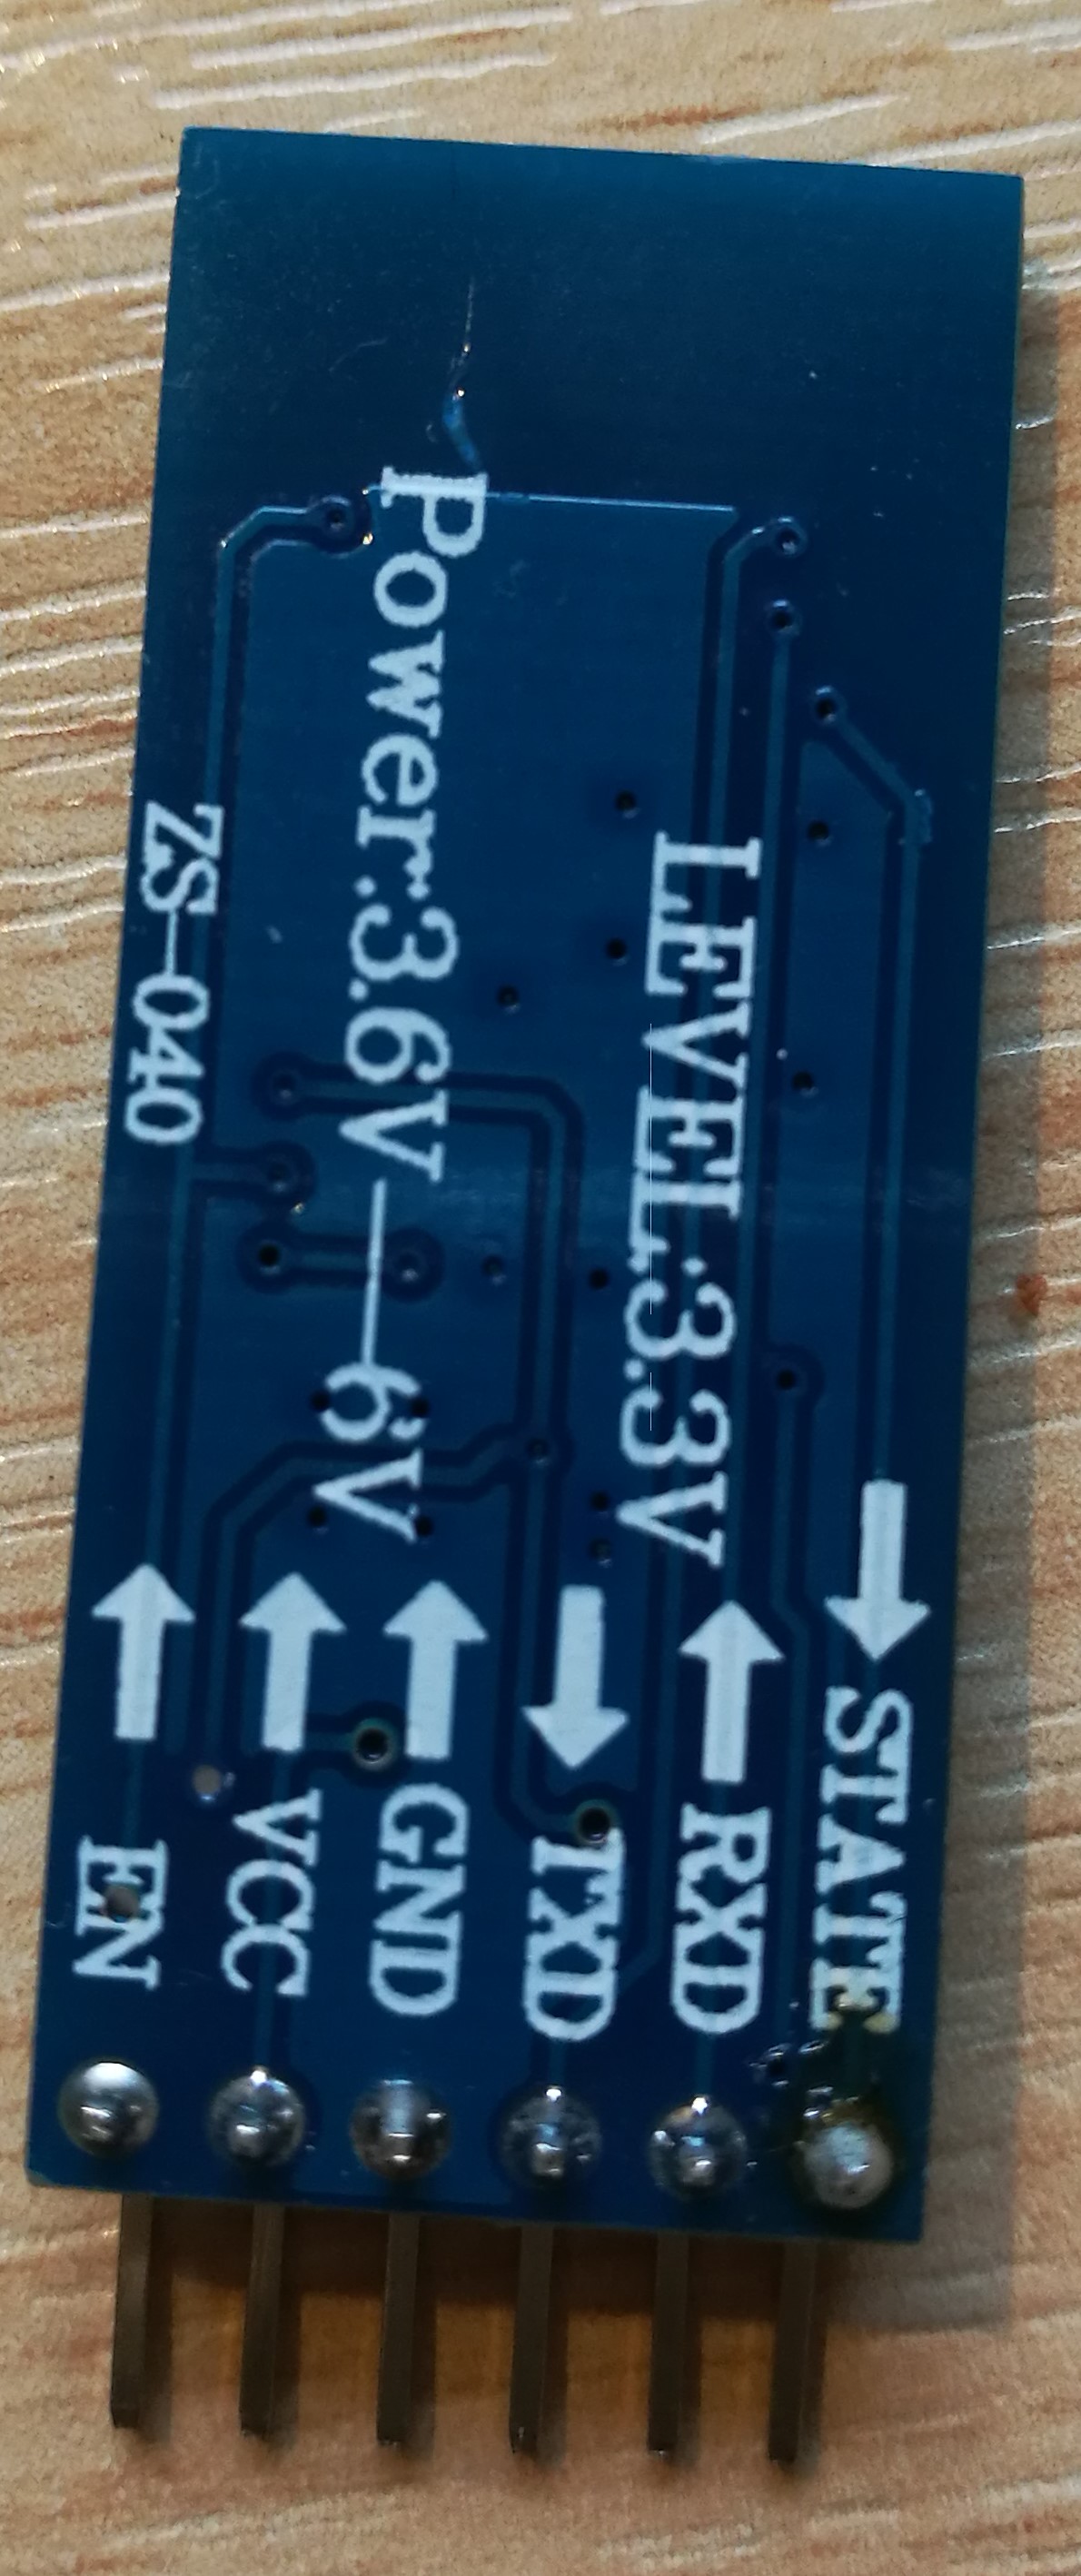 ZS-040
Power:3.6V—6V
LEVEL:3.3V
EN
VCC
GND
TXD
RXD
STATE